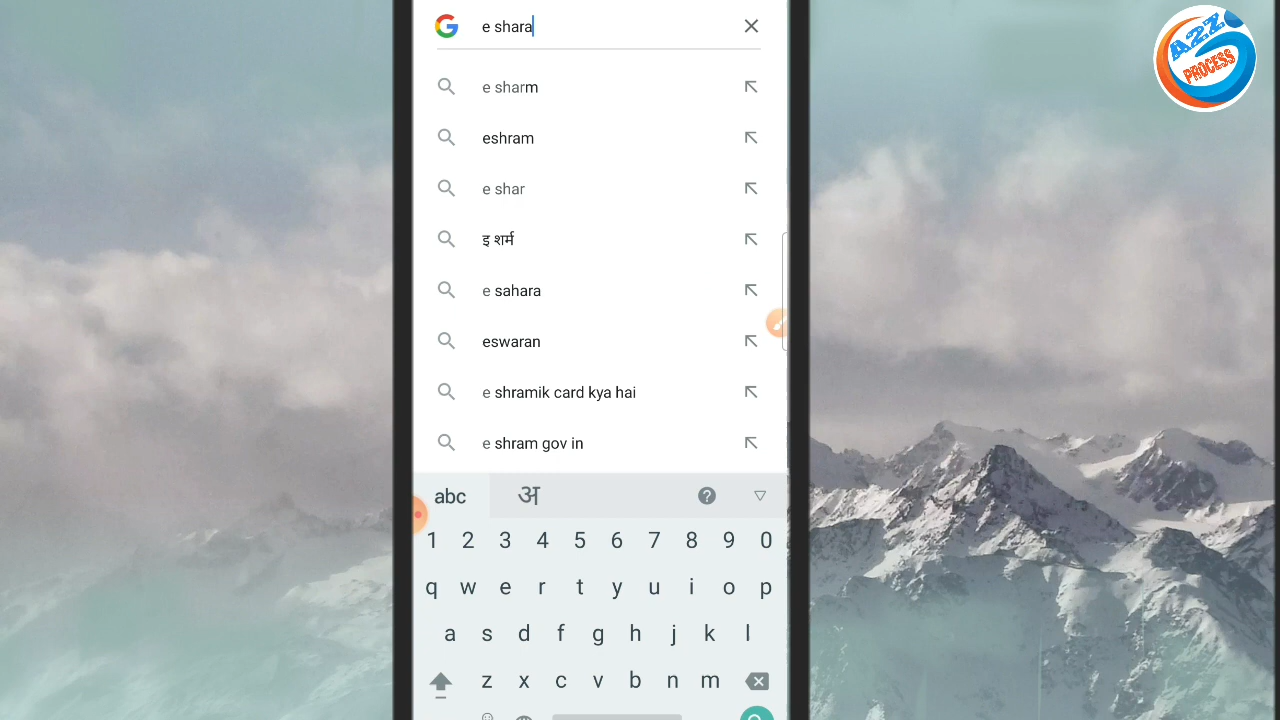 e shara
e sharm
eshram
e shar
इ शर्म
e sahara
eswaran
e shramik card kya hai
e shram gov in
abc अ ?
1 2 3 4 5 6 7 8 9 0
q w e r t y u i o p
a s d f g h j k l
z x c v b n m
A2Z
PROCESS